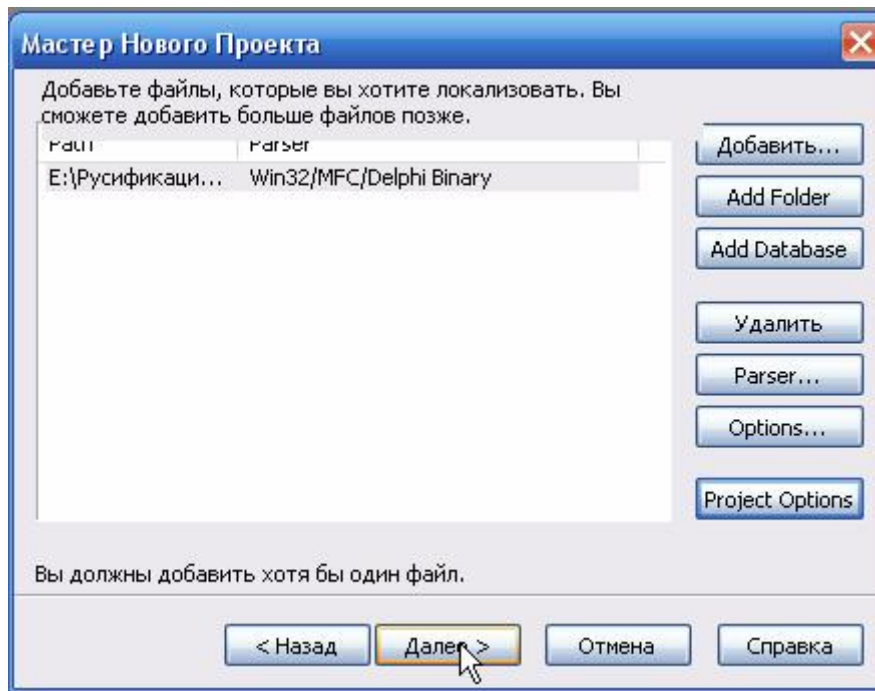 Мастер Нового Проекта
Добавьте файлы, которые вы хотите локализовать. Вы
сможете добавить больше файлов позже.
Path Parser
E:\Русификаци... Win32/MFC/Delphi Binary
Добавить...
Add Folder
Add Database
Удалить
Parser...
Options...
Project Options
Вы должны добавить хотя бы один файл.
< Назад Далее > Отмена Справка